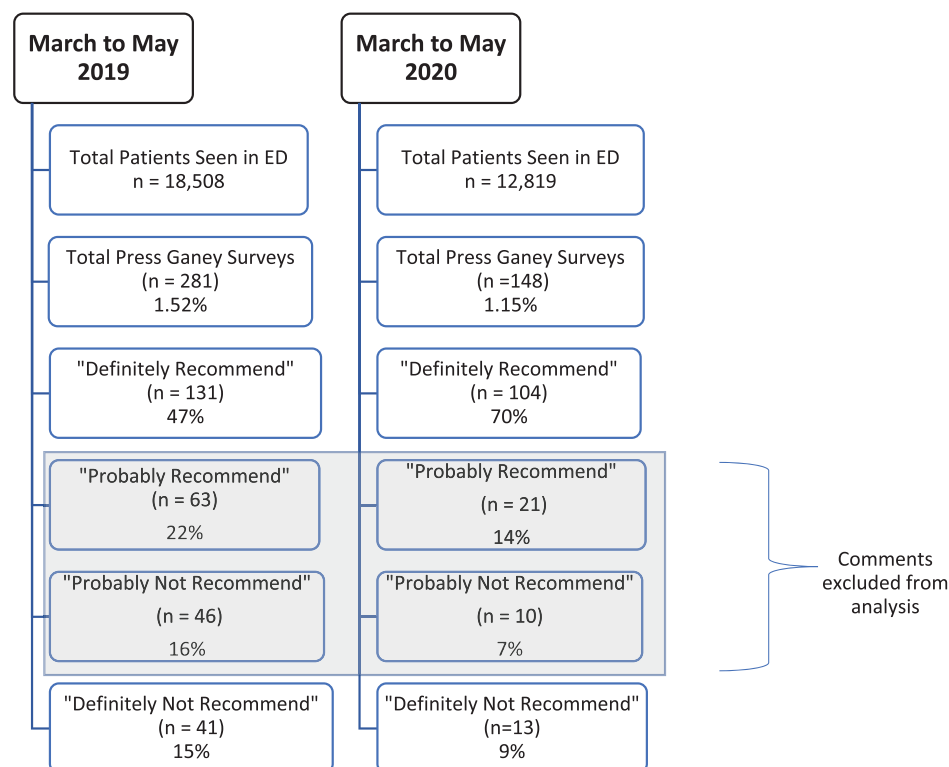 March to May
2019
Total Patients Seen in ED
n = 18,508
Total Press Ganey Surveys
(n = 281)
1.52%
"Definitely Recommend"
(n = 131)
47%
"Probably Recommend"
(n = 63)
22%
"Probably Not Recommend"
(n = 46)
16%
"Definitely Not Recommend"
(n = 41)
15%
March to May
2020
Total Patients Seen in ED
n = 12,819
Total Press Ganey Surveys
(n =148)
1.15%
"Definitely Recommend"
(n = 104)
70%
"Probably Recommend"
(n = 21)
14%
"Probably Not Recommend"
(n = 10)
7%
"Definitely Not Recommend"
(n=13)
9%
Comments
excluded from
analysis